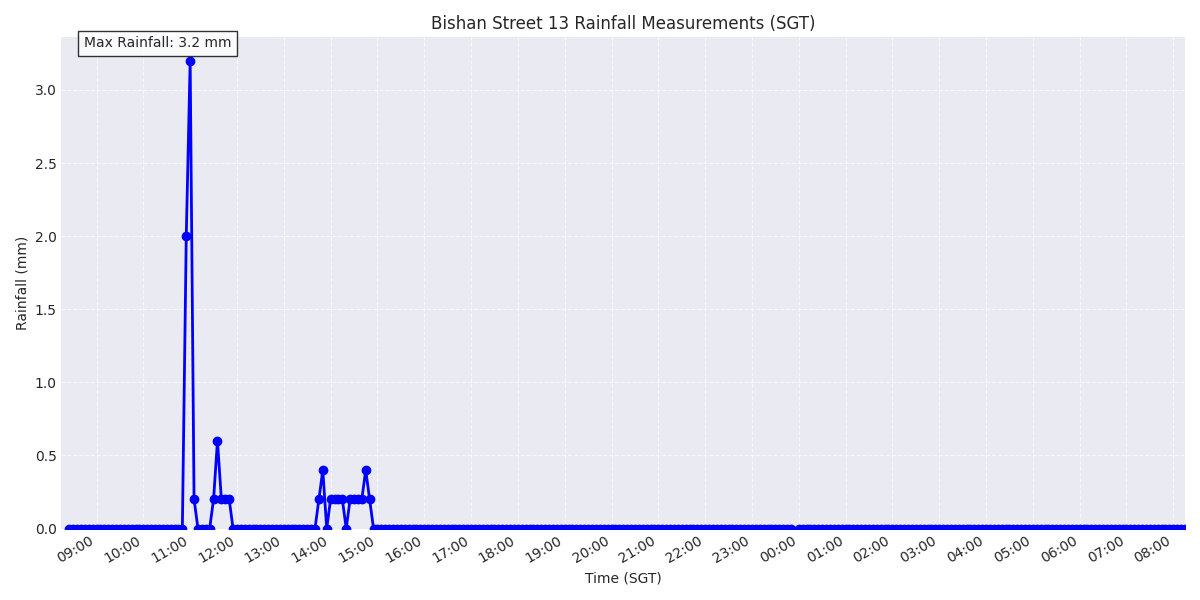 Bishan Street 13 Rainfall Measurements (SGT)
Max Rainfall: 3.2 mm
3.0
2.5
2.0
1.5
1.0
0.5
0.0
Rainfall (mm)
09:00 10:00 11:00 12:00 13:00 14:00 15:00 16:00 17:00 18:00 19:00 20:00 21:00 22:00 23:00 00:00 01:00 02:00 03:00 04:00 05:00 06:00 07:00 08:00
Time (SGT)